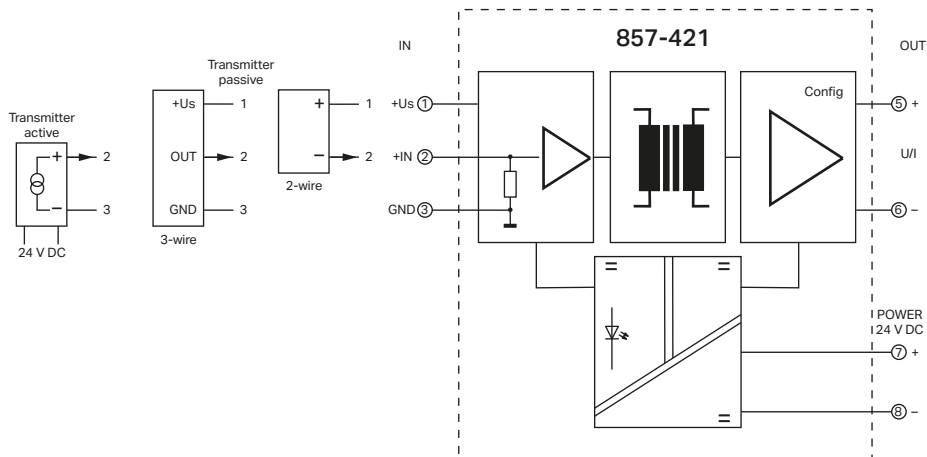 857-421
IN
OUT
Transmitter
passive
Transmitter
active
+Us
1
OUT
2
GND
3
3-wire
+
1
−
2
2-wire
+
2
−
3
24 V DC
+Us 1
+IN 2
GND 3
Config
5 +
U/I
6 −
=
=
=
POWER
24 V DC
7 +
8 −